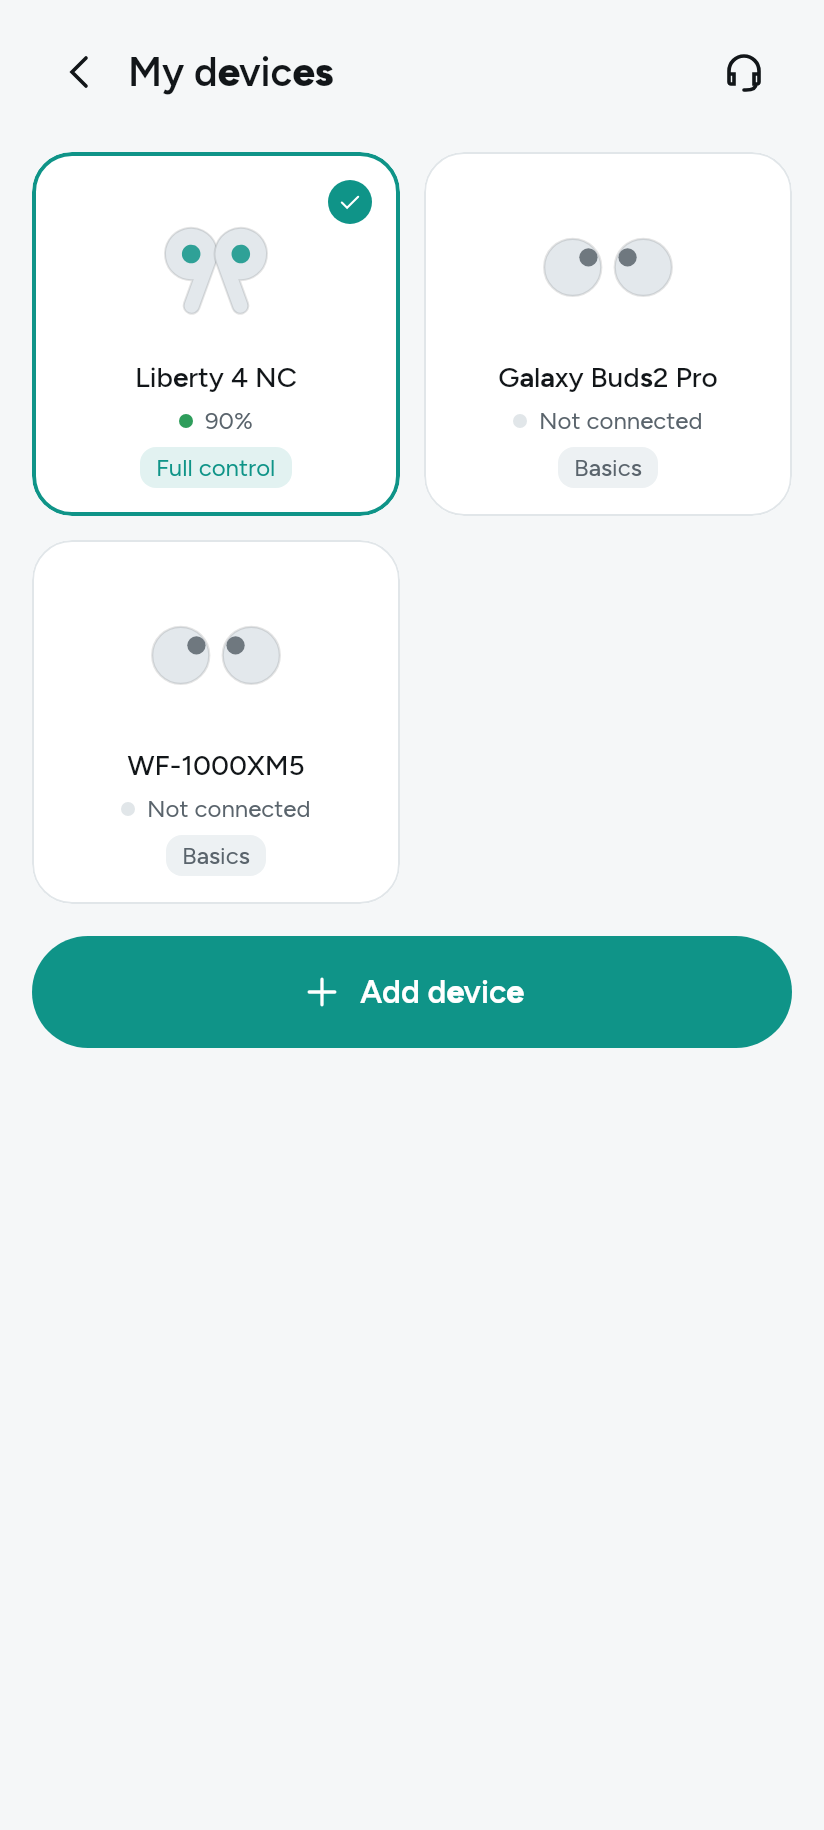 My devices
Liberty 4 NC
90%
Full control
Galaxy Buds2 Pro
Not connected
Basics
WF-1000XM5
Not connected
Basics
Add device